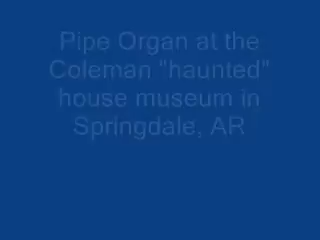 Pipe Organ at the
Coleman "haunted"
house museum in
Springdale, AR